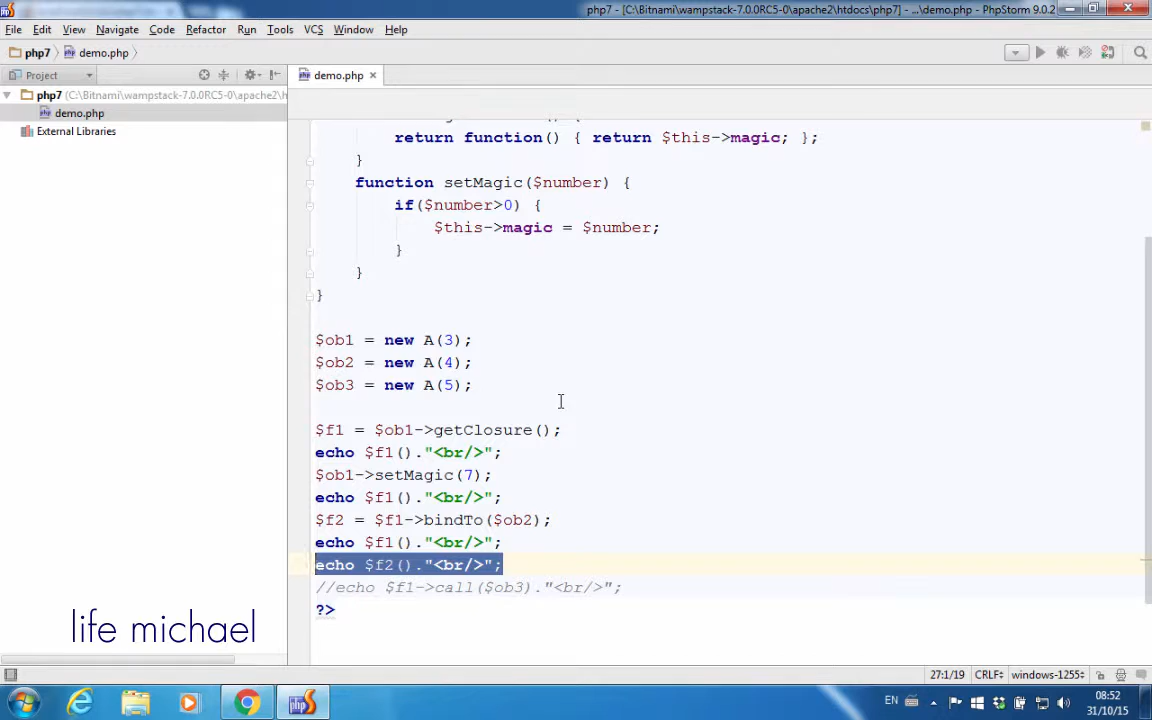 php7 - [C:\Bitnami\wampstack-7.0.0RC5-0\apache2\htdocs\php7] - ...\demo.php - PhpStorm 9.0.2
File Edit View Navigate Code Refactor Run Tools VCS Window Help
php7 demo.php
Project
demo.php
php7 (C:\Bitnami\wampstack-7.0.0RC5-0\apache2\h
demo.php
External Libraries
return function() { return $this->magic; };
}
function setMagic($number) {
if($number>0) {
$this->magic = $number;
}
}
}
$ob1 = new A(3);
$ob2 = new A(4);
$ob3 = new A(5);
$f1 = $ob1->getClosure();
echo $f1()."<br/>";
$ob1->setMagic(7);
echo $f1()."<br/>";
$f2 = $f1->bindTo($ob2);
echo $f1()."<br/>";
echo $f2()."<br/>";
//echo $f1->call($ob3)."<br/>";
?>
life michael
27:1/19 CRLF windows-1255
EN
08:52
31/10/15